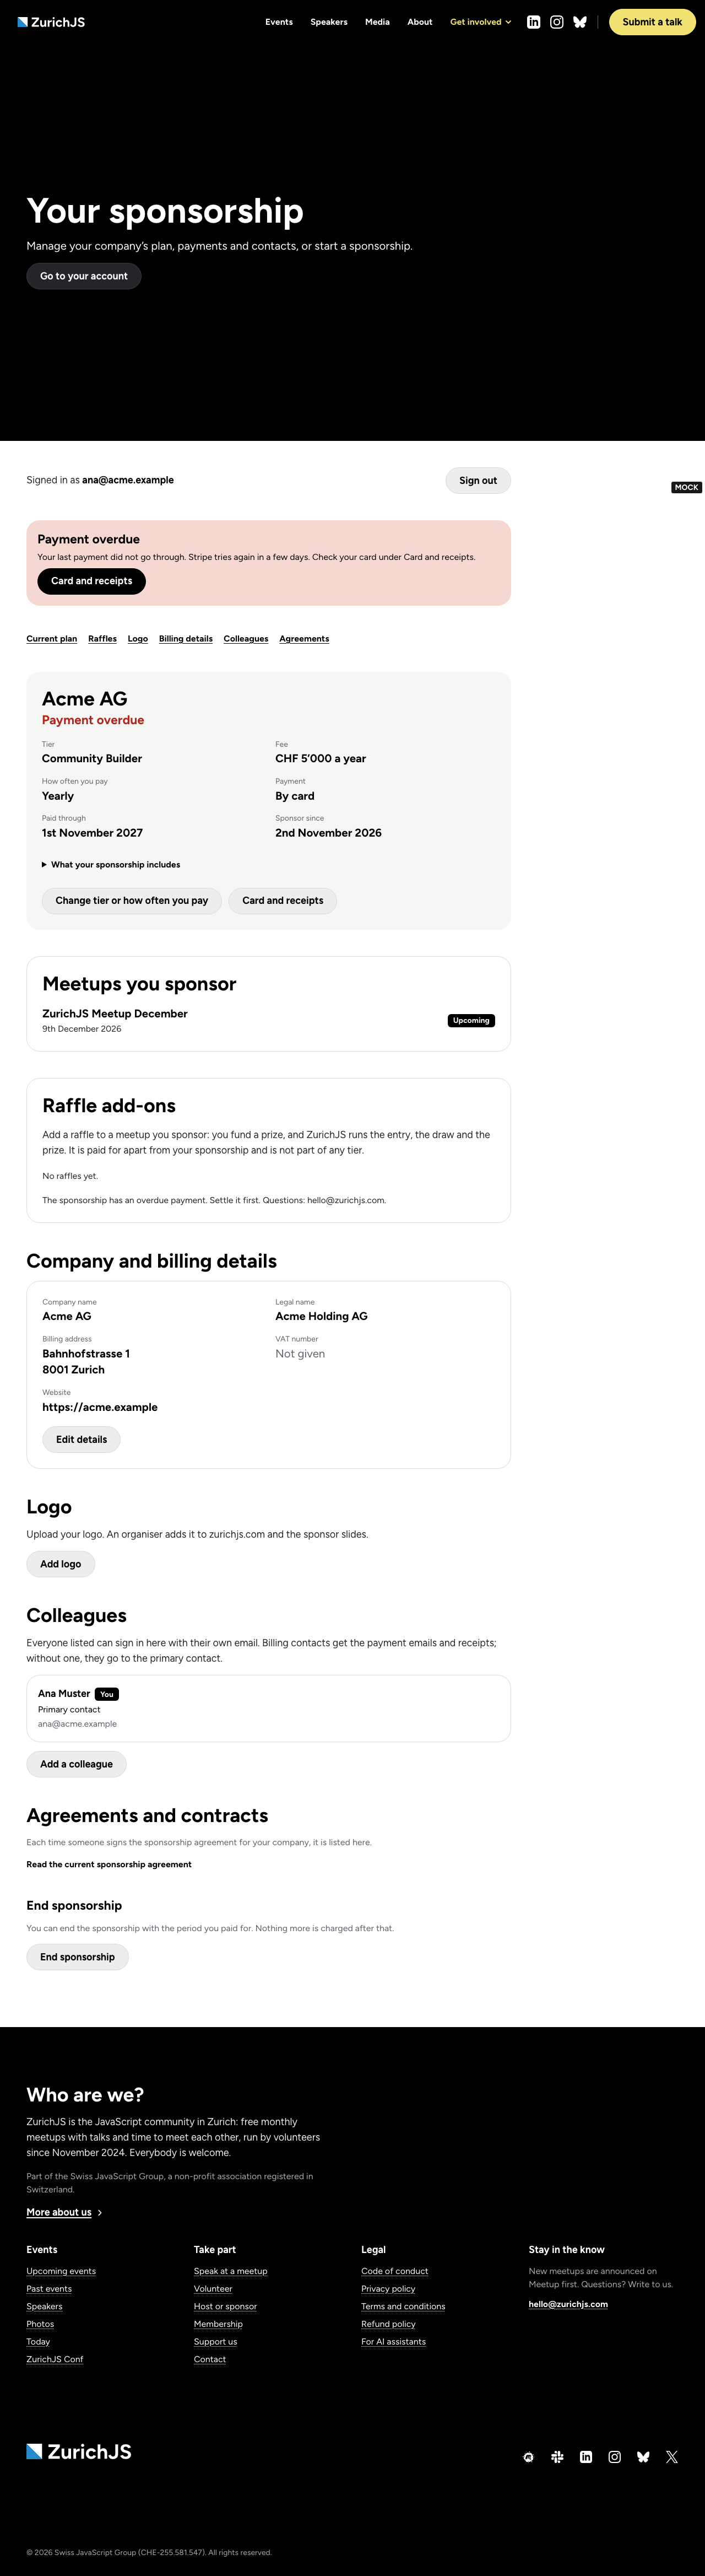 ZurichJS
Events
Speakers
Media
About
Get involved
Submit a talk
Your sponsorship
Manage your company’s plan, payments and contacts, or start a sponsorship.
Go to your account
Signed in as ana@acme.example
Sign out
MOCK
Payment overdue
Your last payment did not go through. Stripe tries again in a few days. Check your card under Card and receipts.
Card and receipts
Current plan
Raffles
Logo
Billing details
Colleagues
Agreements
Acme AG
Payment overdue
Tier
Community Builder
Fee
CHF 5’000 a year
How often you pay
Yearly
Payment
By card
Paid through
1st November 2027
Sponsor since
2nd November 2026
What your sponsorship includes
Change tier or how often you pay
Card and receipts
Meetups you sponsor
ZurichJS Meetup December
9th December 2026
Upcoming
Raffle add-ons
Add a raffle to a meetup you sponsor: you fund a prize, and ZurichJS runs the entry, the draw and the
prize. It is paid for apart from your sponsorship and is not part of any tier.
No raffles yet.
The sponsorship has an overdue payment. Settle it first. Questions: hello@zurichjs.com.
Company and billing details
Company name
Acme AG
Legal name
Acme Holding AG
Billing address
Bahnhofstrasse 1
8001 Zurich
VAT number
Not given
Website
https://acme.example
Edit details
Logo
Upload your logo. An organiser adds it to zurichjs.com and the sponsor slides.
Add logo
Colleagues
Everyone listed can sign in here with their own email. Billing contacts get the payment emails and receipts;
without one, they go to the primary contact.
Ana Muster You
Primary contact
ana@acme.example
Add a colleague
Agreements and contracts
Each time someone signs the sponsorship agreement for your company, it is listed here.
Read the current sponsorship agreement
End sponsorship
You can end the sponsorship with the period you paid for. Nothing more is charged after that.
End sponsorship
Who are we?
ZurichJS is the JavaScript community in Zurich: free monthly
meetups with talks and time to meet each other, run by volunteers
since November 2024. Everybody is welcome.
Part of the Swiss JavaScript Group, a non-profit association registered in
Switzerland.
More about us
Events
Upcoming events
Past events
Speakers
Photos
Today
ZurichJS Conf
Take part
Speak at a meetup
Volunteer
Host or sponsor
Membership
Support us
Contact
Legal
Code of conduct
Privacy policy
Terms and conditions
Refund policy
For AI assistants
Stay in the know
New meetups are announced on
Meetup first. Questions? Write to us.
hello@zurichjs.com
ZurichJS
© 2026 Swiss JavaScript Group (CHE-255.581.547). All rights reserved.